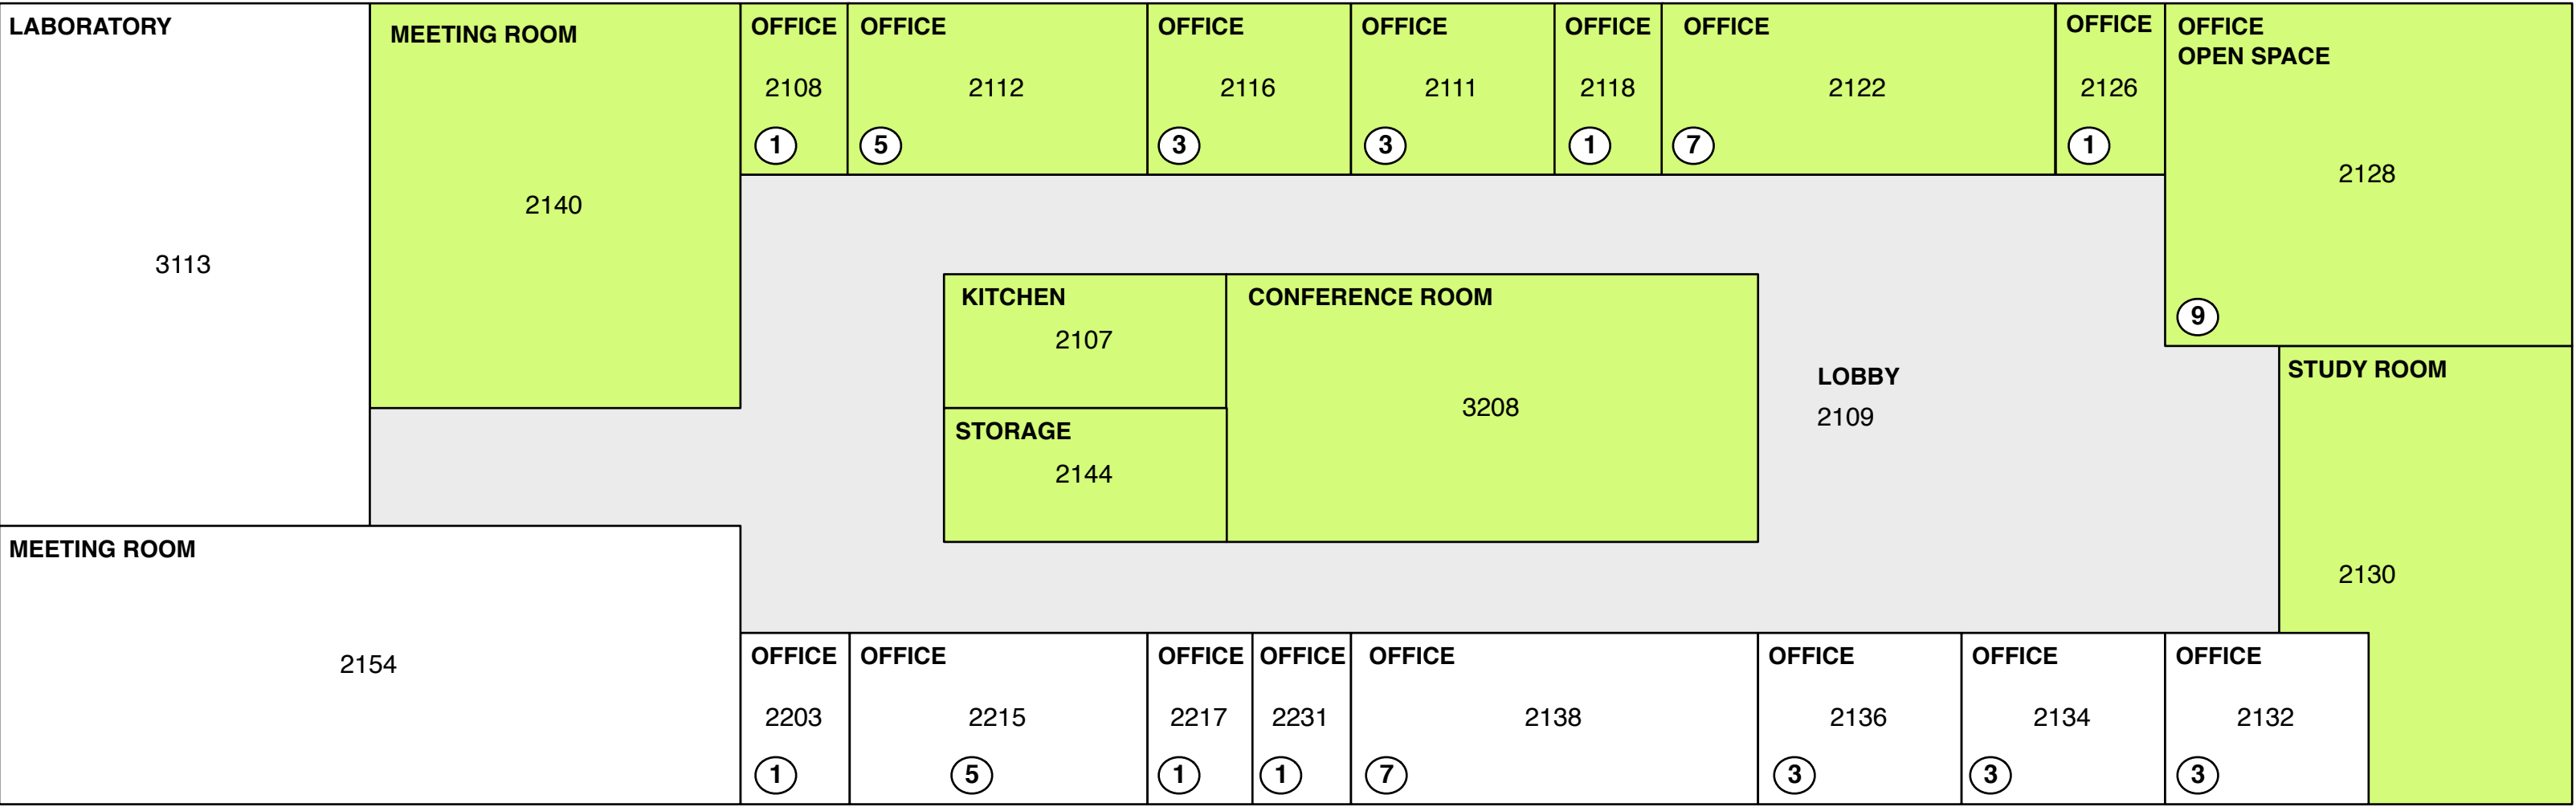 LABORATORY
3113
MEETING ROOM
2140
OFFICE
2108
1
OFFICE
2112
5
OFFICE
2116
3
OFFICE
2111
3
OFFICE
2118
1
OFFICE
2122
7
OFFICE
2126
1
OFFICE
OPEN SPACE
2128
9
KITCHEN
2107
CONFERENCE ROOM
3208
STORAGE
2144
LOBBY
2109
STUDY ROOM
2130
MEETING ROOM
2154
OFFICE
2203
1
OFFICE
2215
5
OFFICE
2217
1
OFFICE
2231
1
OFFICE
2138
7
OFFICE
2136
3
OFFICE
2134
3
OFFICE
2132
3